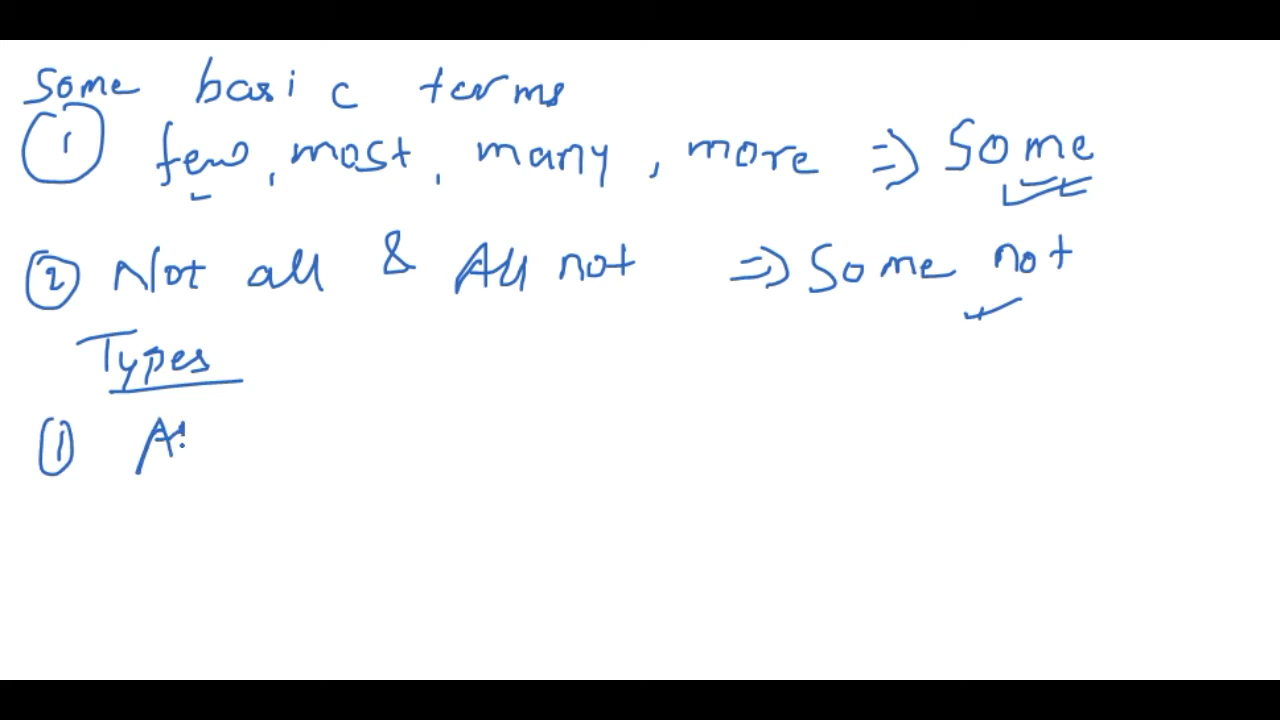 Some basic terms
① few, most, many, more ⇒ Some
② Not all & All not ⇒ Some not
Types
① A